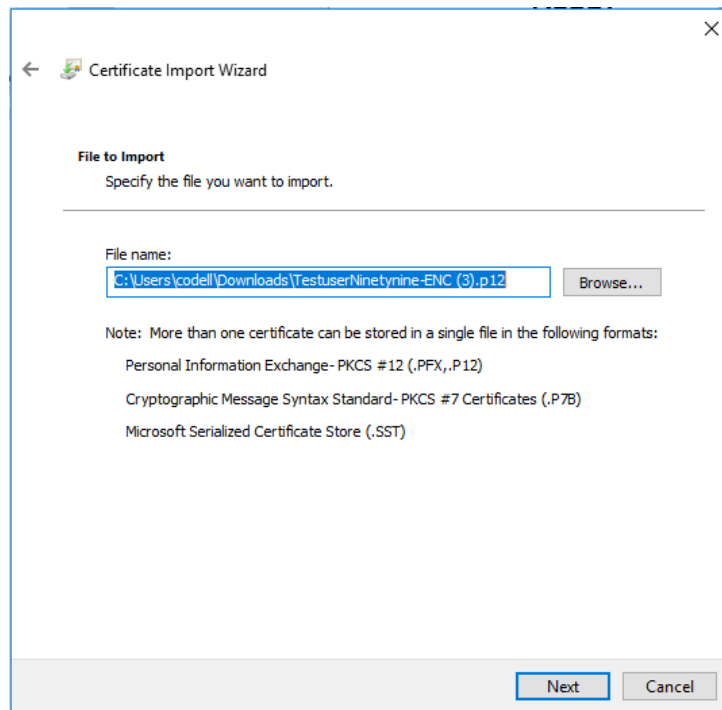 Certificate Import Wizard
File to Import
Specify the file you want to import.
File name:
C:\Users\codell\Downloads\TestuserNinetynine-ENC (3).p12
Browse...
Note: More than one certificate can be stored in a single file in the following formats:
Personal Information Exchange- PKCS #12 (.PFX,.P12)
Cryptographic Message Syntax Standard- PKCS #7 Certificates (.P7B)
Microsoft Serialized Certificate Store (.SST)
Next
Cancel